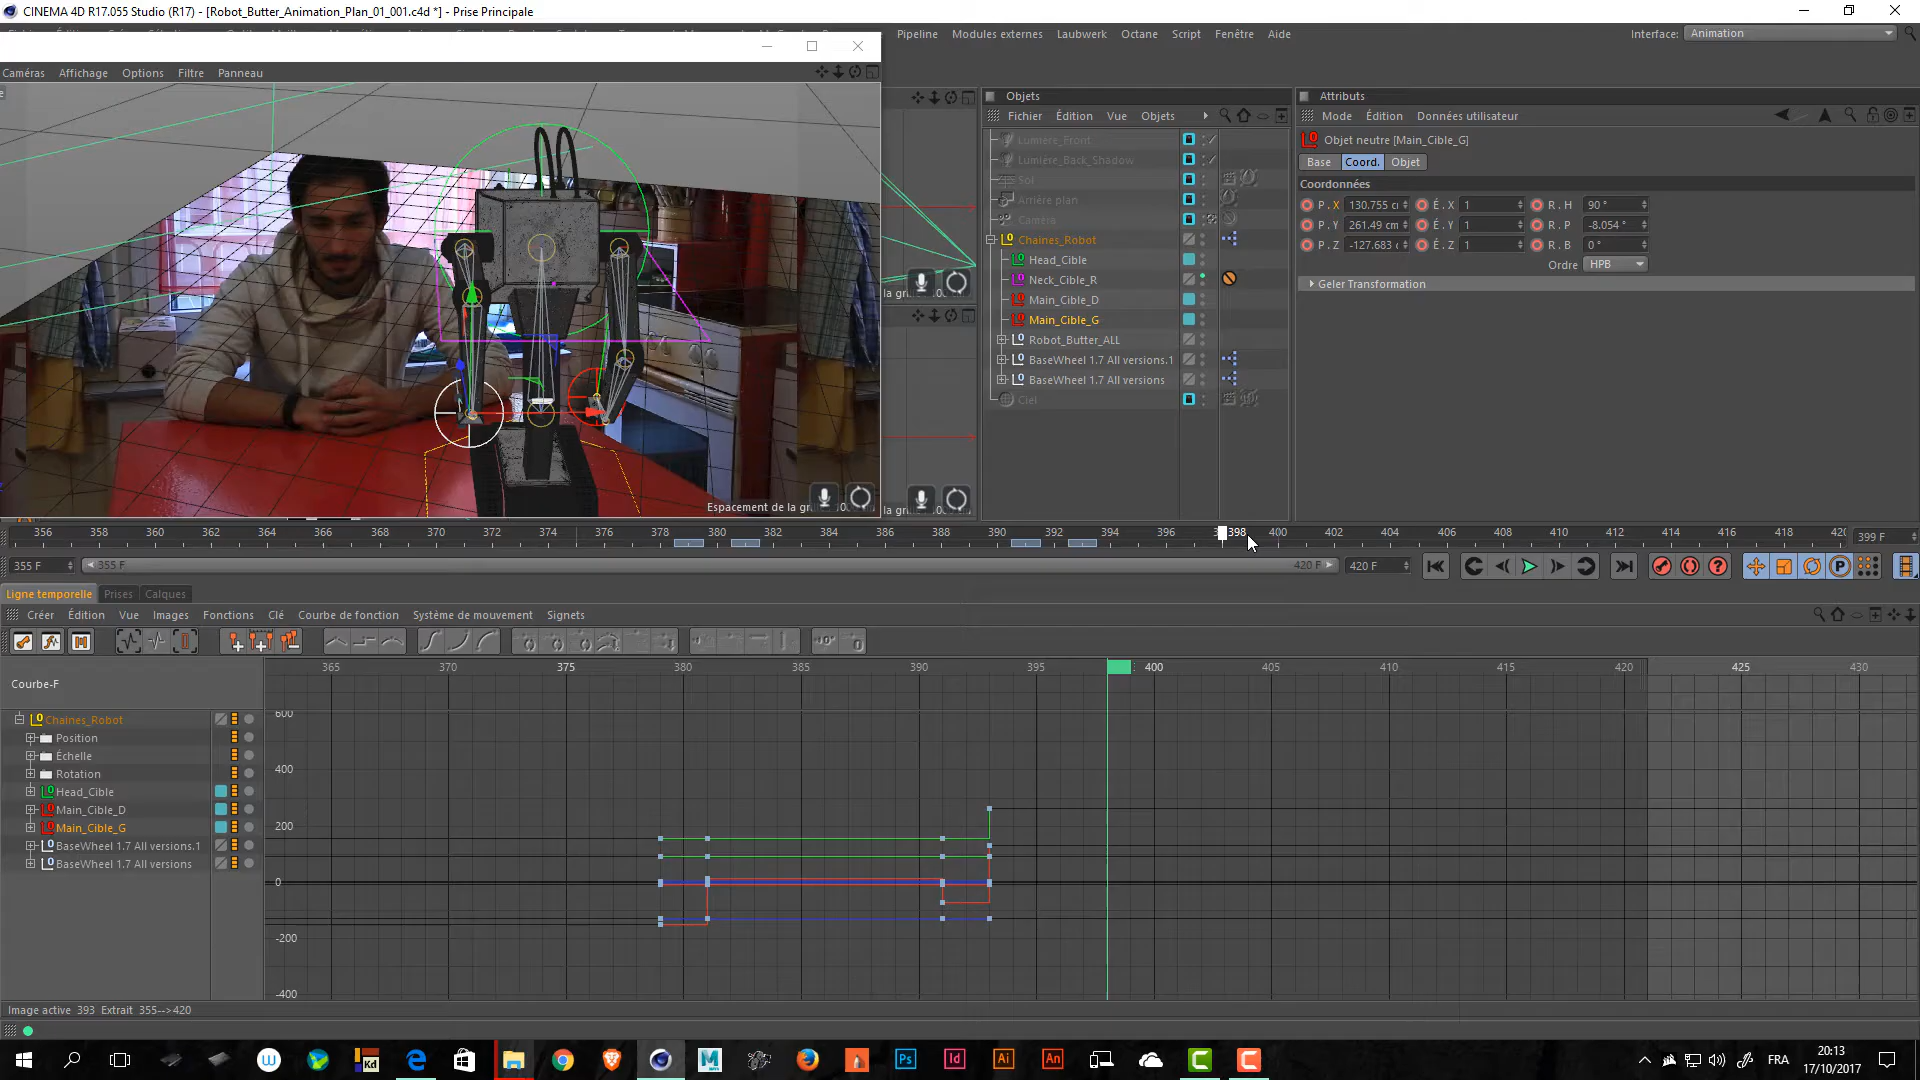 CINEMA 4D R17.055 Studio (R17) - [Robot_Butter_Animation_Plan_01_001.c4d *] - Prise Principale
Pipeline Modules externes Laubwerk Octane Script Fenêtre Aide
Interface: Animation
Caméras Affichage Options Filtre Panneau
Objets
Fichier Édition Vue Objets
Lumiere_Front
Lumiere_Back_Shadow
Sol
Arrière plan
Caméra
Chaines_Robot
Head_Cible
Neck_Cible_R
Main_Cible_D
Main_Cible_G
Robot_Butter_ALL
BaseWheel 1.7 All versions.1
BaseWheel 1.7 All versions
Ciel
Attributs
Mode Édition Données utilisateur
Objet neutre [Main_Cible_G]
Base Coord. Objet
Coordonnées
P . X 130.755 É . X 1 R . H 90 °
P . Y 261.49 cm É . Y 1 R . P -8.054 °
P . Z -127.683 É . Z 1 R . B 0 °
Ordre HPB
Geler Transformation
Espacement de la
356 358 360 362 364 366 368 370 372 374 376 378 380 382 384 386 388 390 392 394 396 398 400 402 404 406 408 410 412 414 416 418 420 399 F
355 F 355 F 420 F 420 F
Ligne temporelle Prises Calques
Créer Édition Vue Images Fonctions Clé Courbe de fonction Système de mouvement Signets
365 370 375 380 385 390 395 400 405 410 415 420 425 430
Courbe-F
Chaines_Robot
Position
Échelle
Rotation
Head_Cible
Main_Cible_D
Main_Cible_G
BaseWheel 1.7 All versions.1
BaseWheel 1.7 All versions
600
400
200
0
-200
-400
Image active 393 Extrait 355-->420
FRA
20:13
17/10/2017